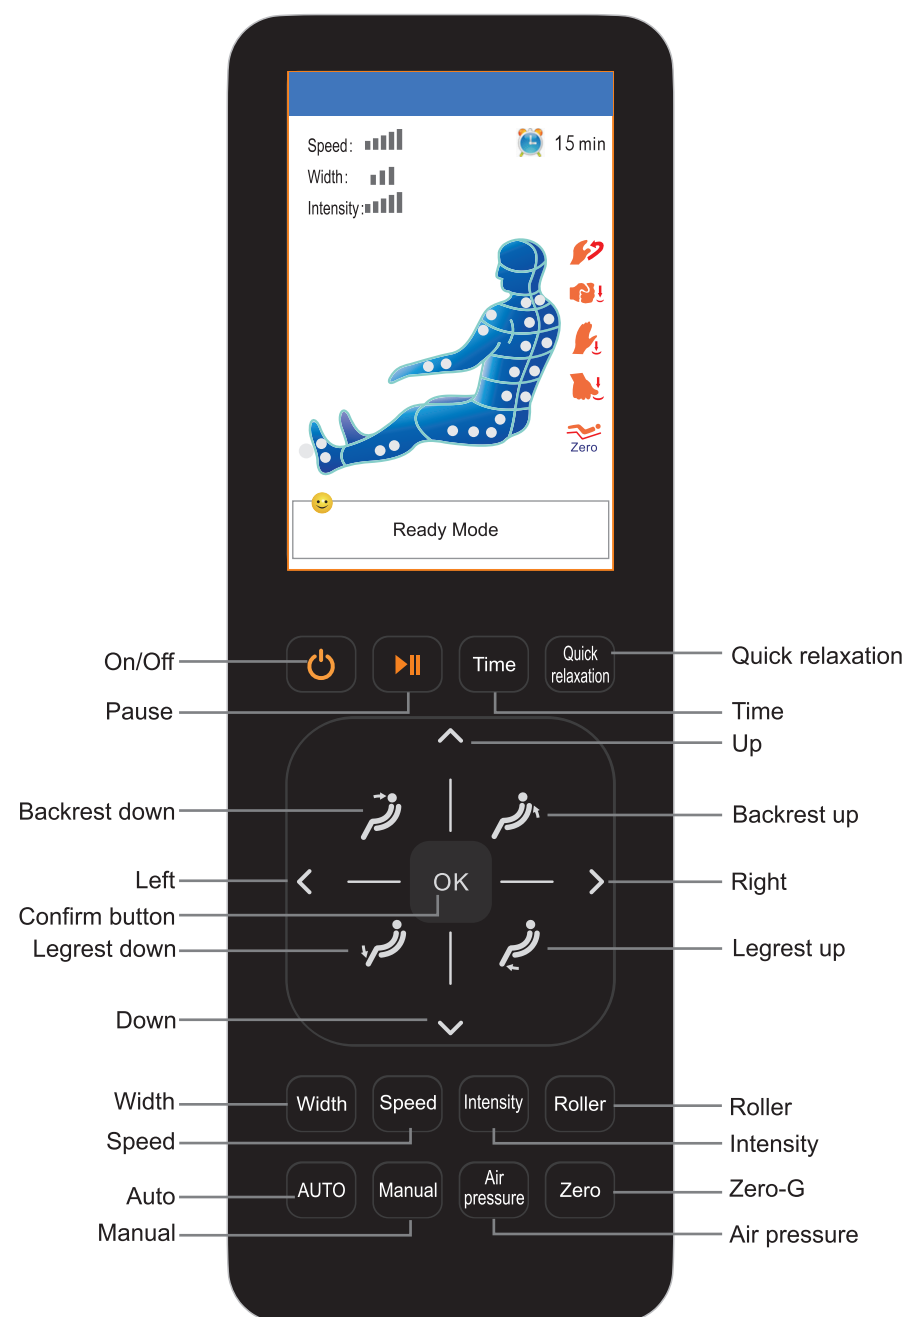 Speed:
15 min
Width:
Intensity:
Zero
Ready Mode
On/Off
Time
Quick
relaxation
Quick relaxation
Pause
Time
Up
Backrest down
Backrest up
Left
OK
Right
Confirm button
Legrest down
Legrest up
Down
Width
Width
Speed
Intensity
Roller
Roller
Speed
Intensity
Auto
AUTO
Manual
Air
pressure
Zero
Zero-G
Manual
Air pressure